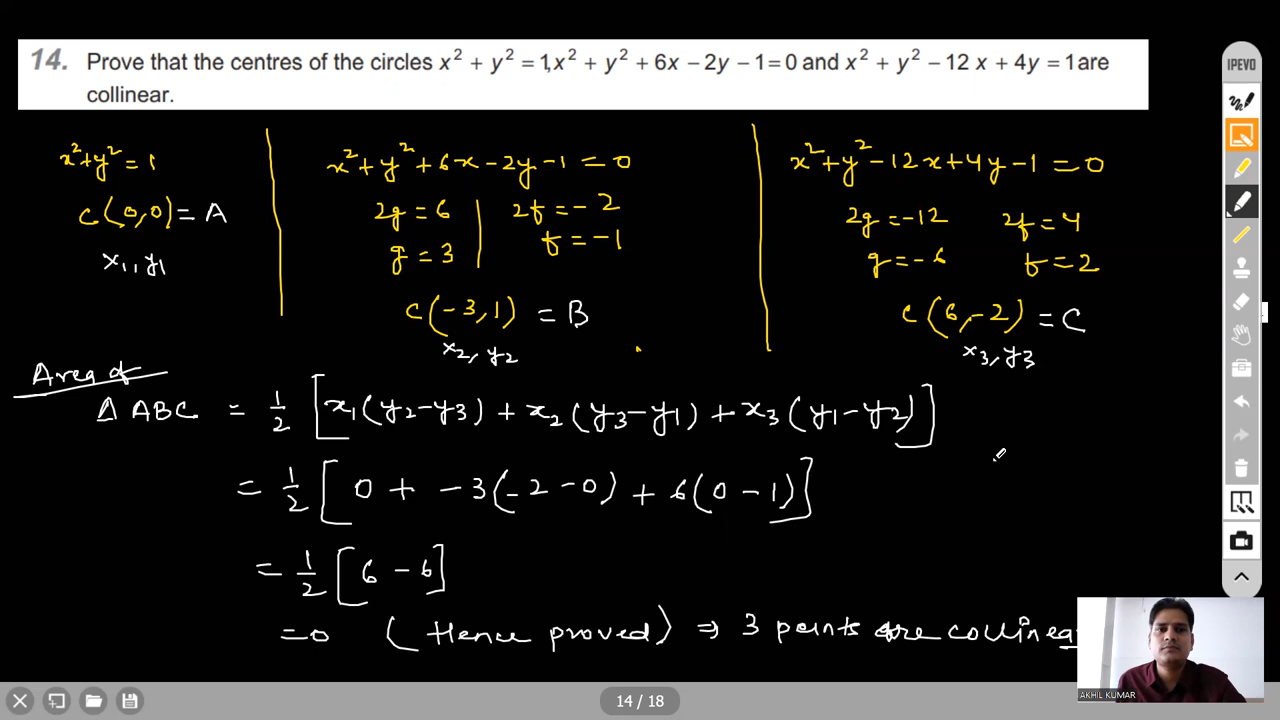 14. Prove that the centres of the circles x² + y² = 1, x² + y² + 6x − 2y − 1 = 0 and x² + y² − 12x + 4y = 1 are
collinear.
IPEVO
x² + y² = 1
C(0,0) = A
x₁, y₁
x² + y² + 6x − 2y − 1 = 0
2g = 6 | 2f = −2
g = 3 | f = −1
C(−3, 1) = B
x₂, y₂
x² + y² − 12x + 4y − 1 = 0
2g = −12 2f = 4
g = −6 f = 2
C(6, −2) = C
x₃, y₃
Area of
Δ ABC = 1/2 [x₁(y₂−y₃) + x₂(y₃−y₁) + x₃(y₁−y₂)]
= 1/2 [0 + −3(−2−0) + 6(0−1)]
= 1/2 [6 − 6]
= 0 (Hence proved) ⇒ 3 points are collinea
AKHIL KUMAR
14 / 18